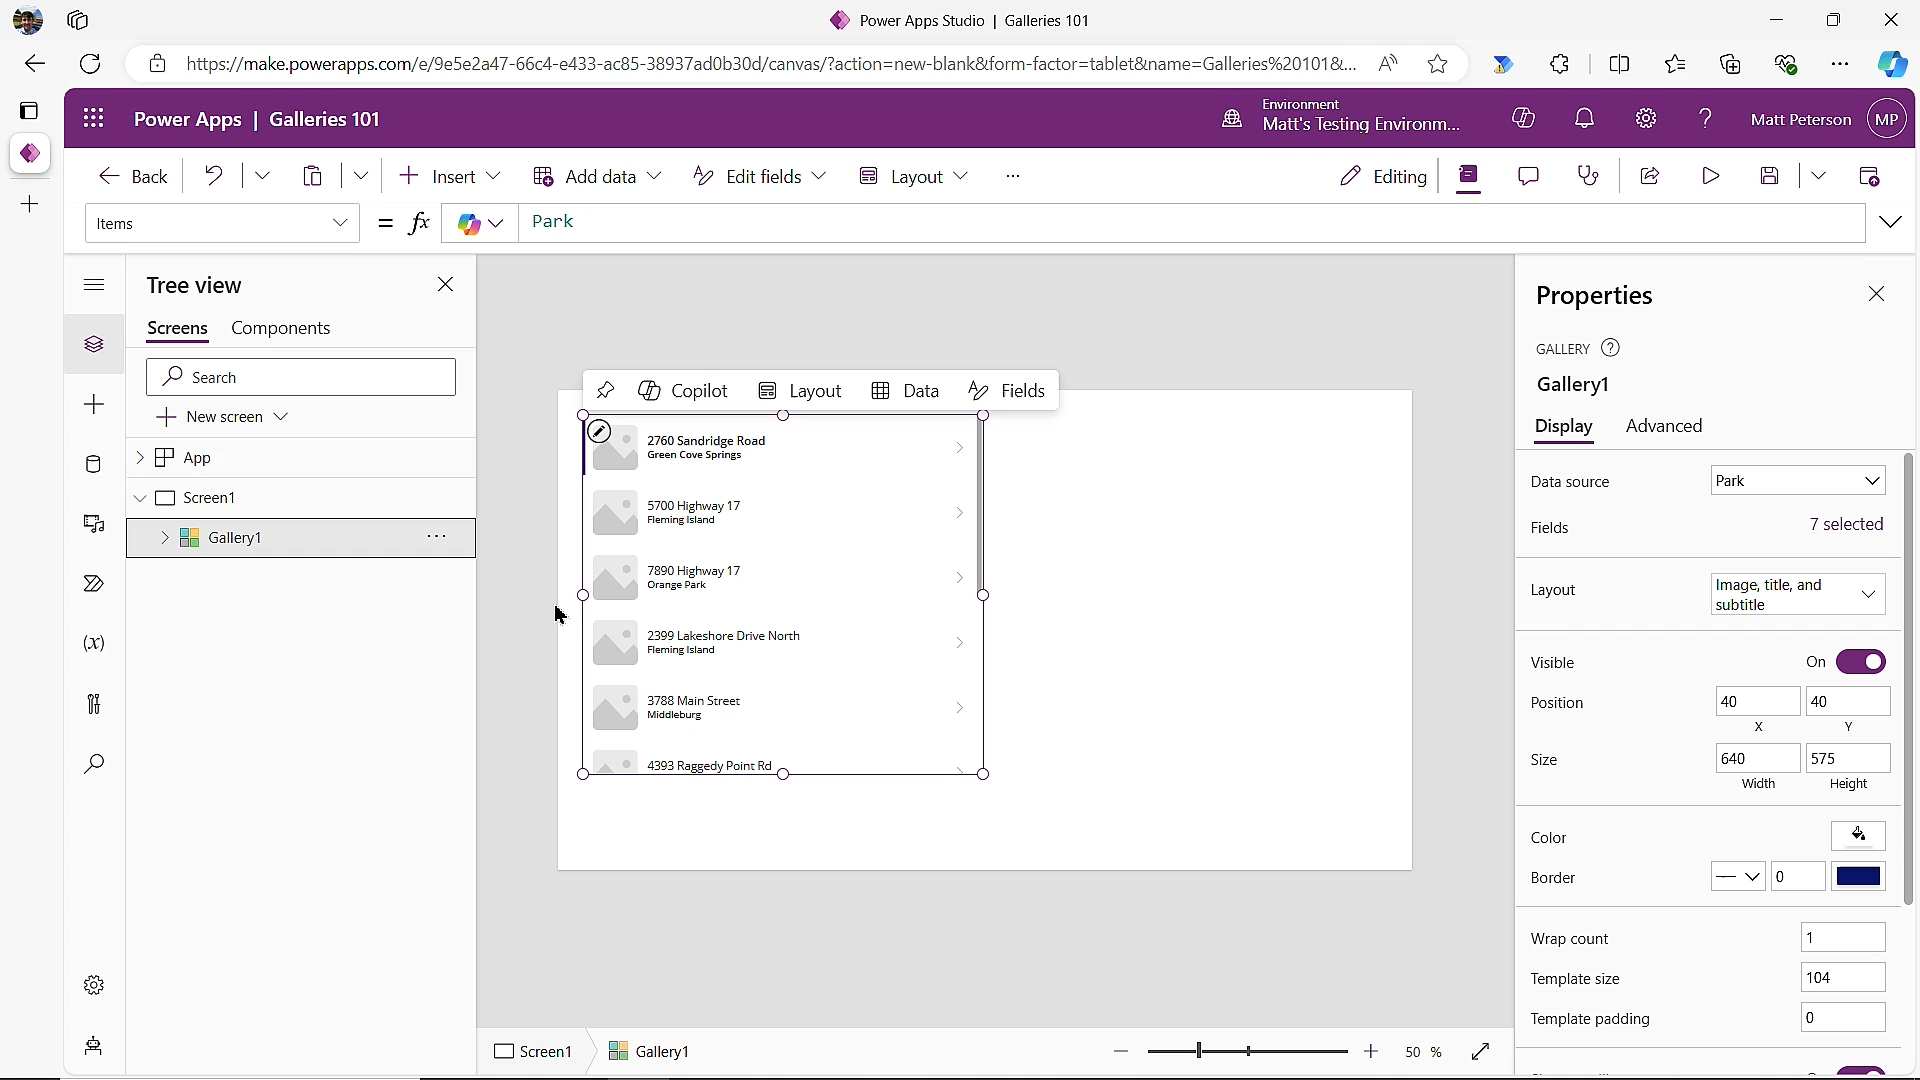 Power Apps Studio | Galleries 101
https://make.powerapps.com/e/9e5e2a47-66c4-e433-ac85-38937ad0b30d/canvas/?action=new-blank&form-factor=tablet&name=Galleries%20101&l...
Power Apps | Galleries 101
Environment
Matt's Testing Environm...
Matt Peterson
MP
Back
Insert
Add data
Edit fields
Layout
...
Editing
Items
= fx
Park
Tree view
Screens
Components
Search
New screen
App
Screen1
Gallery1
...
(x)
Copilot
Layout
Data
Fields
2760 Sandridge Road
Green Cove Springs
5700 Highway 17
Fleming Island
7890 Highway 17
Orange Park
2399 Lakeshore Drive North
Fleming Island
3788 Main Street
Middleburg
4393 Raggedy Point Rd
Screen1
Gallery1
50 %
Properties
GALLERY ?
Gallery1
Display
Advanced
Data source
Park
Fields
7 selected
Layout
Image, title, and
subtitle
Visible
On
Position
40
40
X
Y
Size
640
575
Width
Height
Color
Border
0
Wrap count
1
Template size
104
Template padding
0